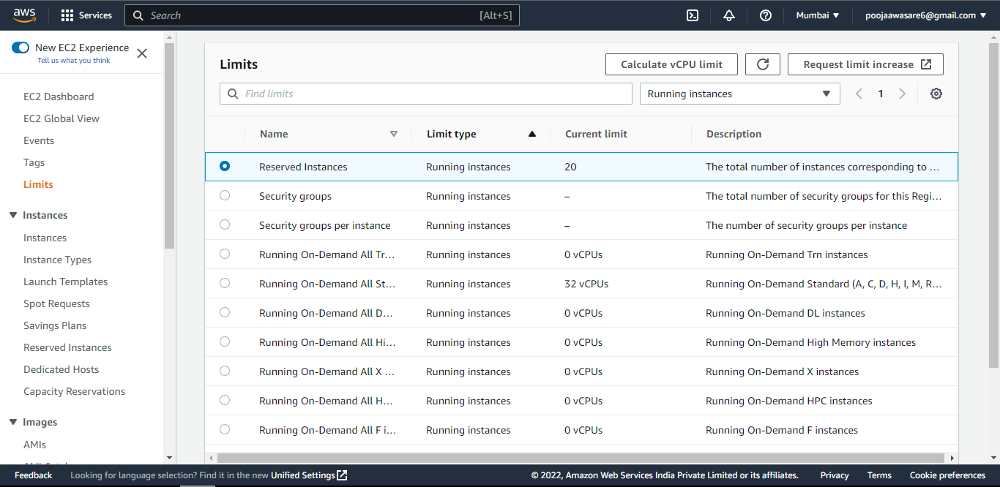 aws
Services
Search [Alt+S]
Mumbai ▼
poojaawasare6@gmail.com ▼
New EC2 Experience
Tell us what you think
EC2 Dashboard
EC2 Global View
Events
Tags
Limits
Instances
Instances
Instance Types
Launch Templates
Spot Requests
Savings Plans
Reserved Instances
Dedicated Hosts
Capacity Reservations
Images
AMIs
Limits
Calculate vCPU limit
Request limit increase
Find limits
Running instances
1
Name Limit type Current limit Description
Reserved Instances Running instances 20 The total number of instances corresponding to ...
Security groups Running instances – The total number of security groups for this Regi...
Security groups per instance Running instances – The number of security groups per instance
Running On-Demand All Tr... Running instances 0 vCPUs Running On-Demand Trn instances
Running On-Demand All St... Running instances 32 vCPUs Running On-Demand Standard (A, C, D, H, I, M, R...
Running On-Demand All D... Running instances 0 vCPUs Running On-Demand DL instances
Running On-Demand All Hi... Running instances 0 vCPUs Running On-Demand High Memory instances
Running On-Demand All X ... Running instances 0 vCPUs Running On-Demand X instances
Running On-Demand All H... Running instances 0 vCPUs Running On-Demand HPC instances
Running On-Demand All F i... Running instances 0 vCPUs Running On-Demand F instances
Feedback Looking for language selection? Find it in the new Unified Settings © 2022, Amazon Web Services India Private Limited or its affiliates. Privacy Terms Cookie preferences